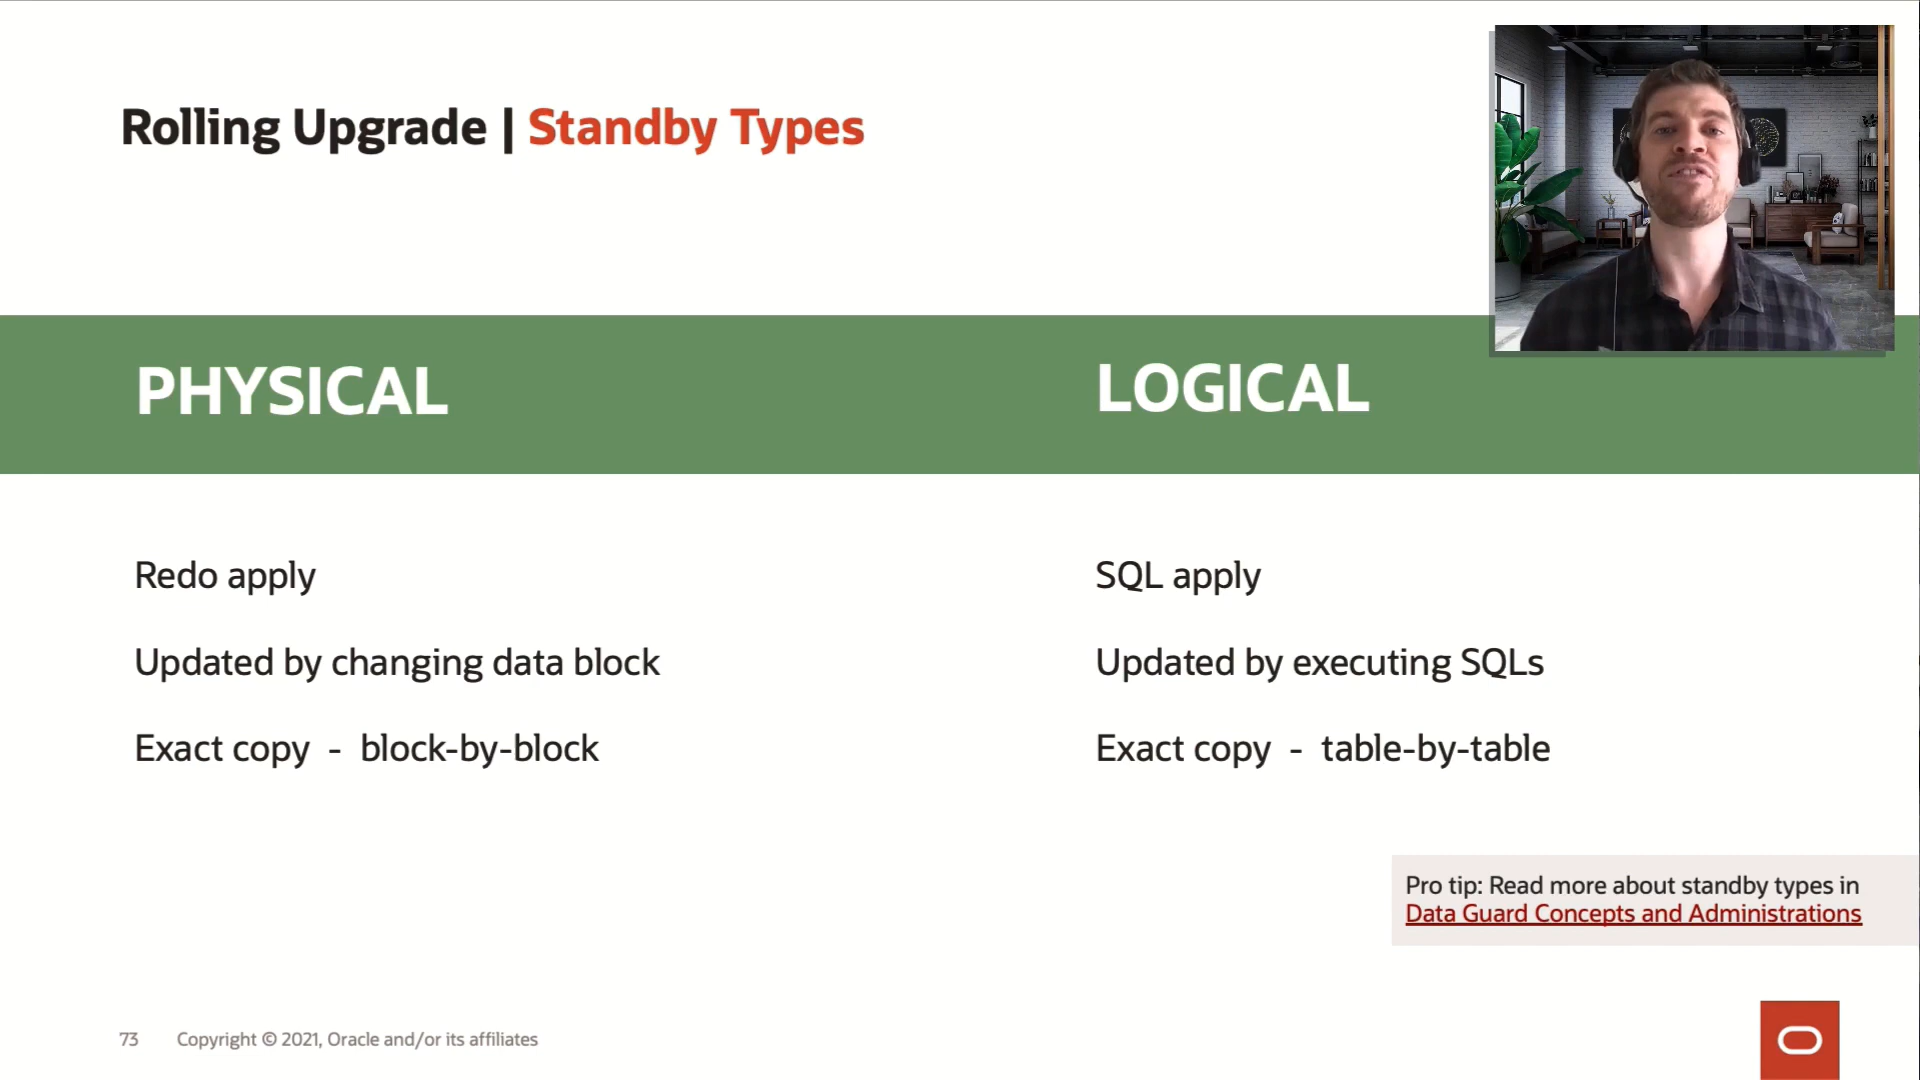 Rolling Upgrade | Standby Types
PHYSICAL
LOGICAL
Redo apply
SQL apply
Updated by changing data block
Updated by executing SQLs
Exact copy - block-by-block
Exact copy - table-by-table
Pro tip: Read more about standby types in
Data Guard Concepts and Administrations
73 Copyright © 2021, Oracle and/or its affiliates